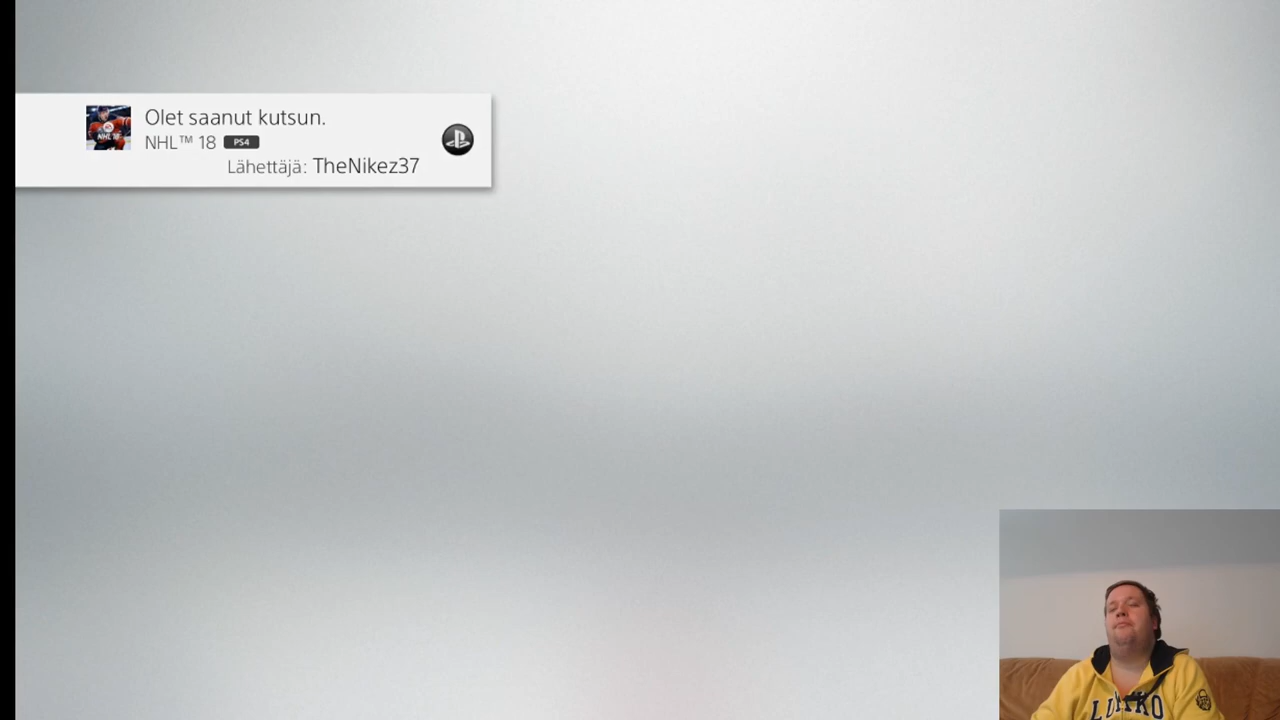 Olet saanut kutsun.
NHL™ 18 PS4
Lähettäjä: TheNikez37